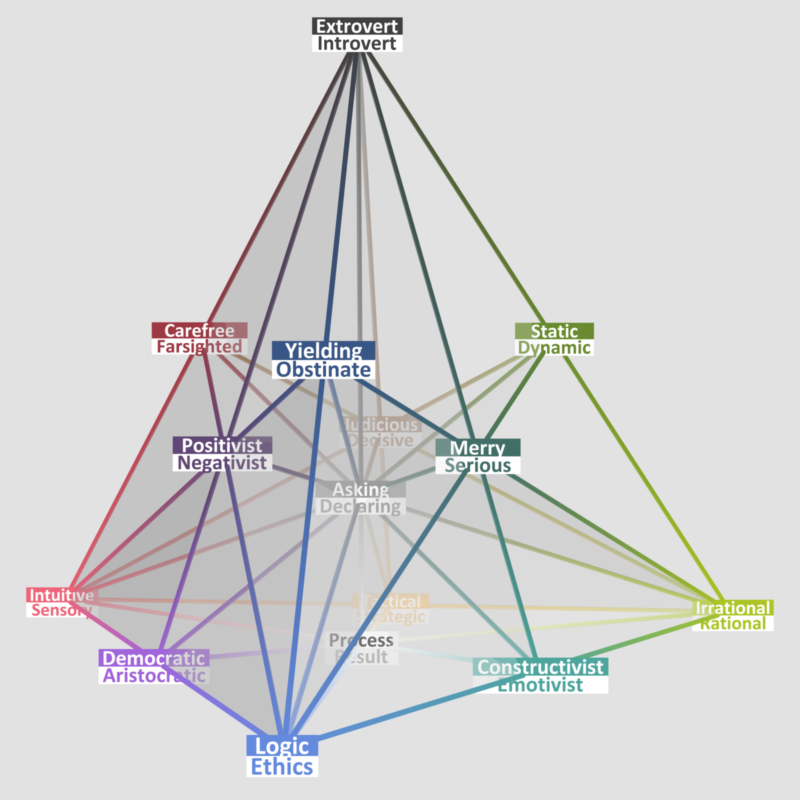 Extrovert
Introvert
Carefree
Farsighted
Yielding
Obstinate
Static
Dynamic
Judicious
Decisive
Positivist
Negativist
Merry
Serious
Asking
Declaring
Intuitive
Sensory
Tactical
Strategic
Irrational
Rational
Process
Result
Democratic
Aristocratic
Constructivist
Emotivist
Logic
Ethics